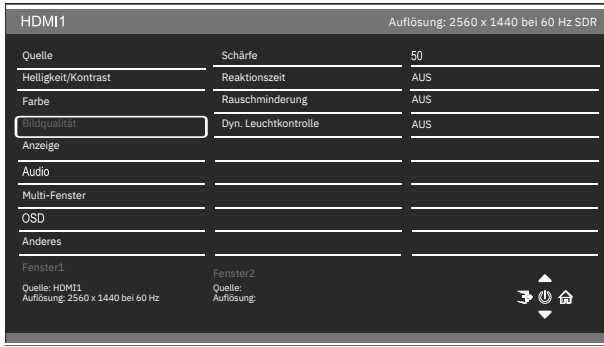 HDMI1 Auflösung: 2560 x 1440 bei 60 Hz SDR
Quelle Schärfe 50
Helligkeit/Kontrast Reaktionszeit AUS
Farbe Rauschminderung AUS
Bildqualität Dyn. Leuchtkontrolle AUS
Anzeige
Audio
Multi-Fenster
OSD
Anderes
Fenster1 Fenster2
Quelle: HDMI1 Quelle:
Auflösung: 2560 x 1440 bei 60 Hz Auflösung: